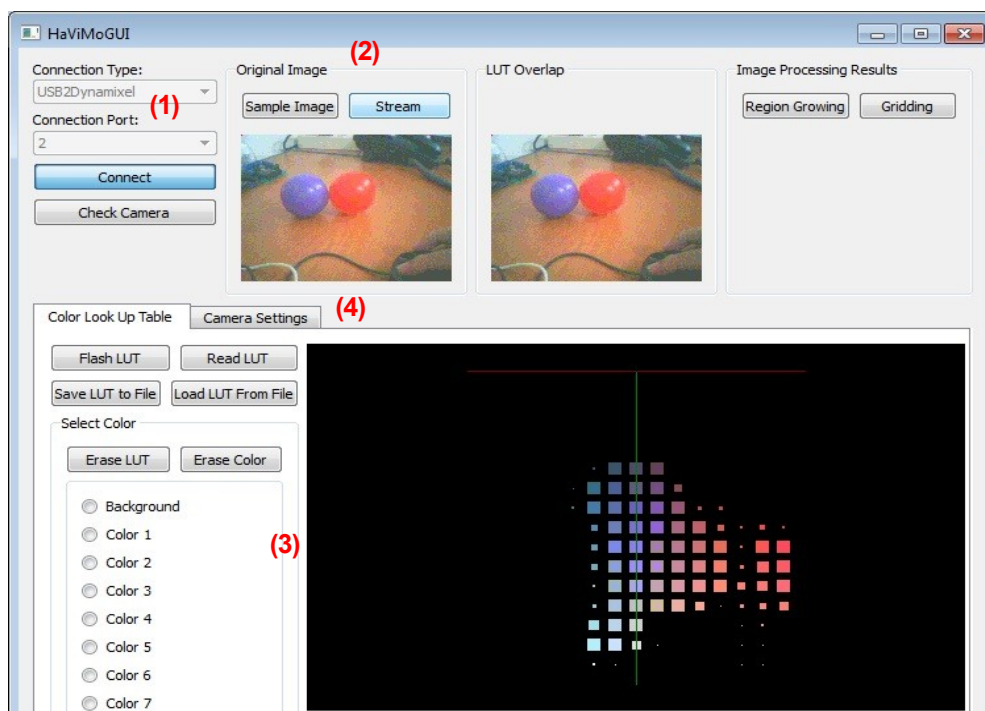 HaViMoGUI
(2)
Connection Type:
USB2Dynamixel
(1)
Connection Port:
2
Connect
Check Camera
Original Image
Sample Image
Stream
LUT Overlap
Image Processing Results
Region Growing
Gridding
Color Look Up Table
Camera Settings
(4)
Flash LUT
Read LUT
Save LUT to File
Load LUT From File
Select Color
Erase LUT
Erase Color
Background
Color 1
(3)
Color 2
Color 3
Color 4
Color 5
Color 6
Color 7